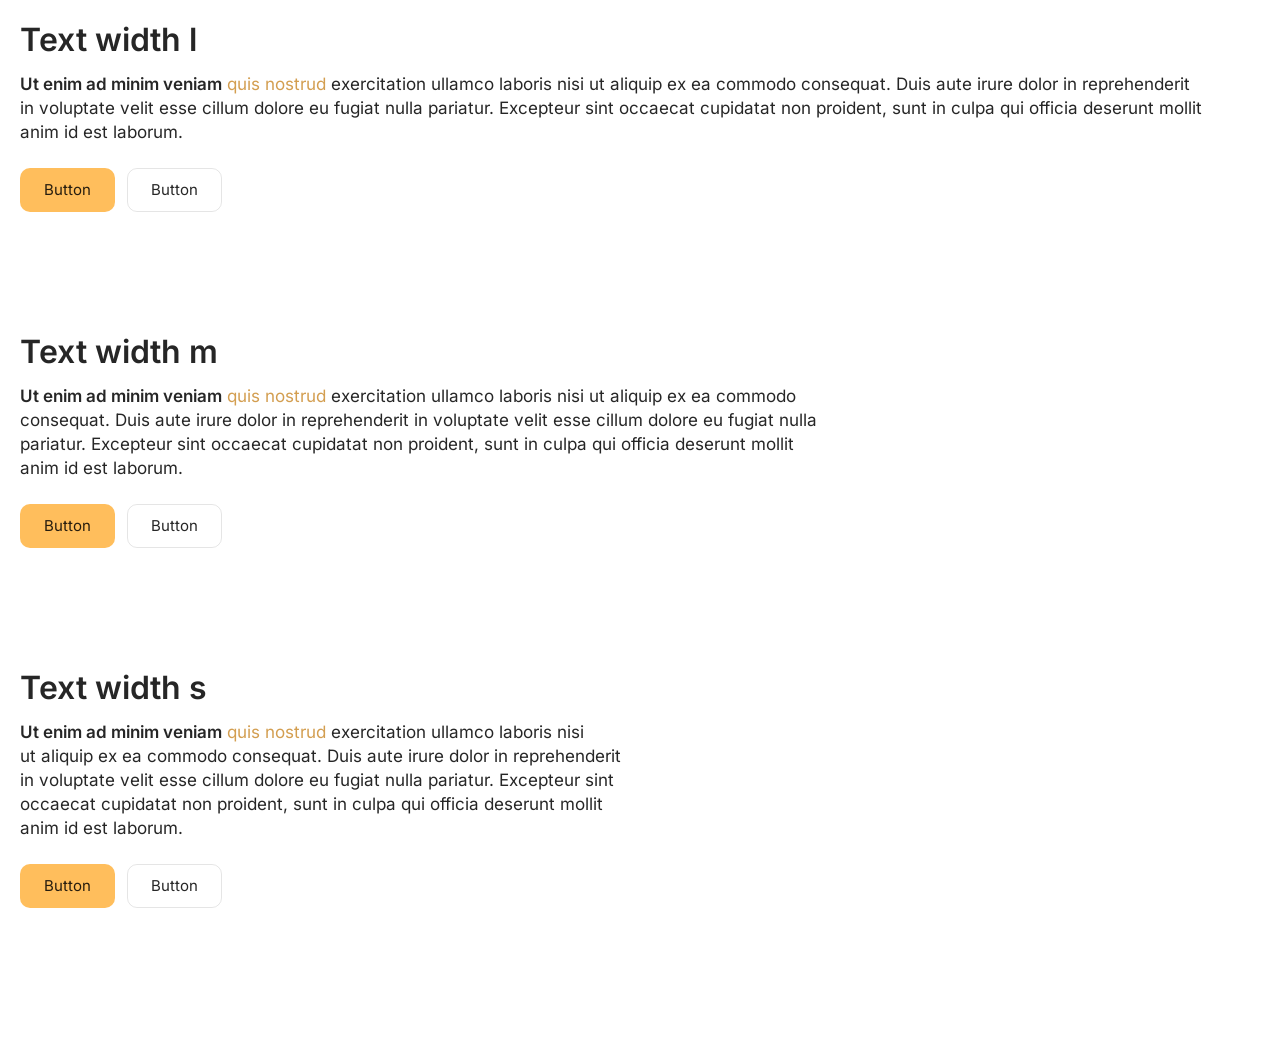 Text width l
Ut enim ad minim veniam quis nostrud exercitation ullamco laboris nisi ut aliquip ex ea commodo consequat. Duis aute irure dolor in reprehenderit
in voluptate velit esse cillum dolore eu fugiat nulla pariatur. Excepteur sint occaecat cupidatat non proident, sunt in culpa qui officia deserunt mollit
anim id est laborum.
Button Button
Text width m
Ut enim ad minim veniam quis nostrud exercitation ullamco laboris nisi ut aliquip ex ea commodo
consequat. Duis aute irure dolor in reprehenderit in voluptate velit esse cillum dolore eu fugiat nulla
pariatur. Excepteur sint occaecat cupidatat non proident, sunt in culpa qui officia deserunt mollit
anim id est laborum.
Button Button
Text width s
Ut enim ad minim veniam quis nostrud exercitation ullamco laboris nisi
ut aliquip ex ea commodo consequat. Duis aute irure dolor in reprehenderit
in voluptate velit esse cillum dolore eu fugiat nulla pariatur. Excepteur sint
occaecat cupidatat non proident, sunt in culpa qui officia deserunt mollit
anim id est laborum.
Button Button